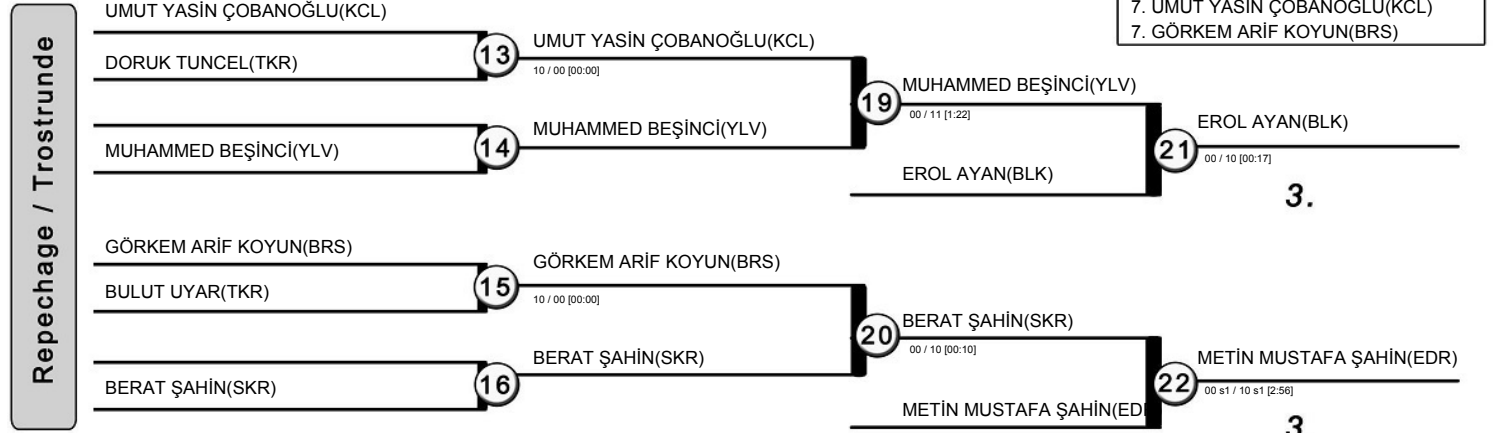 Repechage / Trostrunde
7. UMUT YASİN ÇOBANOĞLU(KCL)
7. GÖRKEM ARİF KOYUN(BRS)
UMUT YASİN ÇOBANOĞLU(KCL)
DORUK TUNCEL(TKR)
13
UMUT YASİN ÇOBANOĞLU(KCL)
10 / 00 [00:00]
MUHAMMED BEŞİNCİ(YLV)
14
MUHAMMED BEŞİNCİ(YLV)
19
MUHAMMED BEŞİNCİ(YLV)
00 / 11 [1:22]
EROL AYAN(BLK)
21
EROL AYAN(BLK)
00 / 10 [00:17]
3.
GÖRKEM ARİF KOYUN(BRS)
BULUT UYAR(TKR)
15
GÖRKEM ARİF KOYUN(BRS)
10 / 00 [00:00]
BERAT ŞAHİN(SKR)
16
BERAT ŞAHİN(SKR)
20
BERAT ŞAHİN(SKR)
00 / 10 [00:10]
METİN MUSTAFA ŞAHİN(ED
22
METİN MUSTAFA ŞAHİN(EDR)
00 s1 / 10 s1 [2:56]
3